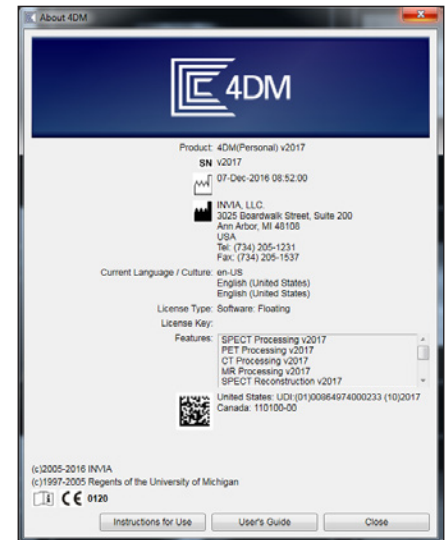 About 4DM
4DM
Product: 4DM(Personal) v2017
SN v2017
07-Dec-2016 08:52:00
INVIA, LLC.
3025 Boardwalk Street, Suite 200
Ann Arbor, MI 48108
USA
Tel: (734) 205-1231
Fax: (734) 205-1537
Current Language / Culture: en-US
English (United States)
English (United States)
License Type: Software: Floating
License Key:
Features: SPECT Processing v2017
PET Processing v2017
CT Processing v2017
MR Processing v2017
SPECT Reconstruction v2017
United States: UDI:(01)00864974000233 (10)2017
Canada: 110100-00
(c)2005-2016 INVIA
(c)1997-2005 Regents of the University of Michigan
CE 0120
Instructions for Use User's Guide Close